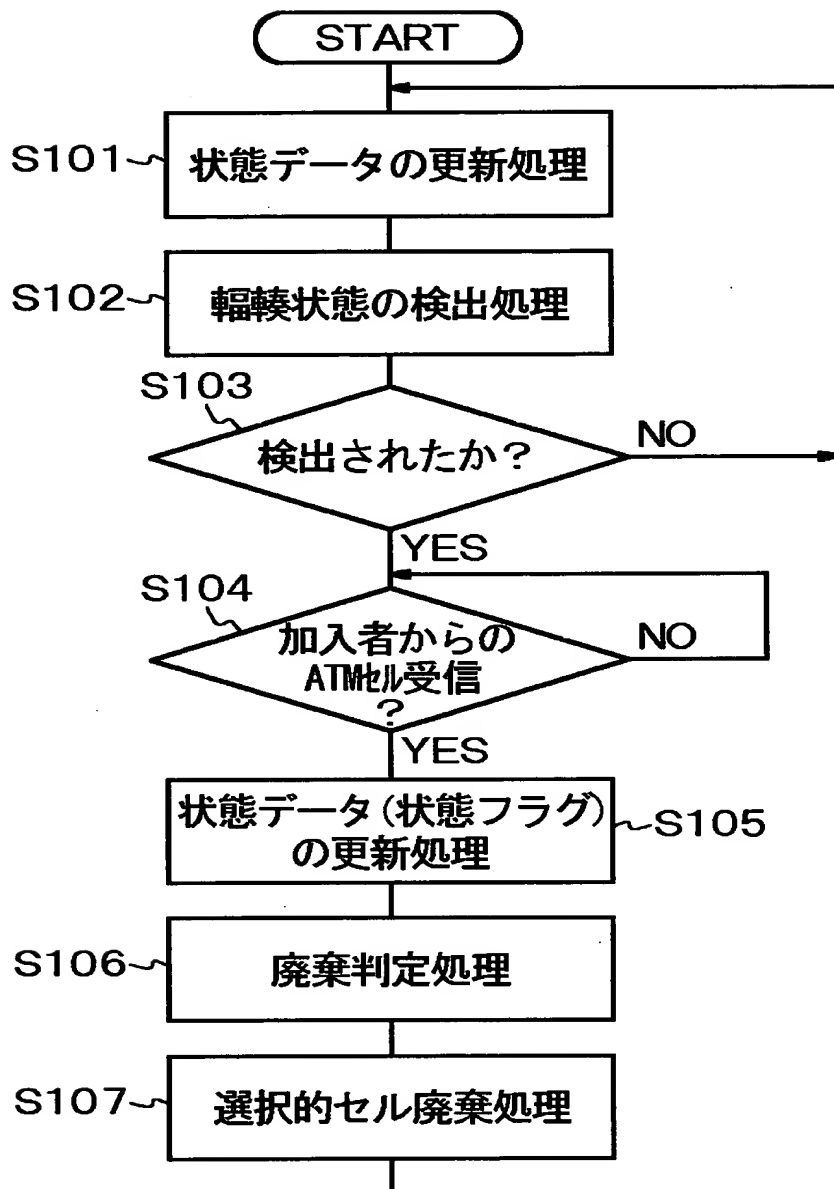 START
S101
状態データの更新処理
S102
輻輳状態の検出処理
S103
検出されたか?
NO
YES
S104
加入者からの
ATMｾﾙ受信
?
NO
YES
状態データ(状態フラグ)
の更新処理
S105
S106
廃棄判定処理
S107
選択的セル廃棄処理